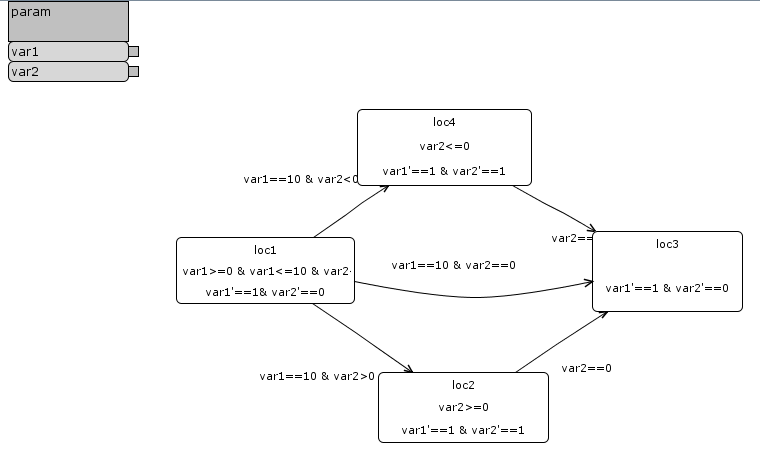 param
var1
var2
loc4
var2<=0
var1'==1 & var2'==1
var1==10 & var2<0
loc1
var1>=0 & var1<=10 & var2
var1'==1& var2'==0
var2==
loc3
var1'==1 & var2'==0
var1==10 & var2==0
var1==10 & var2>0
var2==0
loc2
var2>=0
var1'==1 & var2'==1